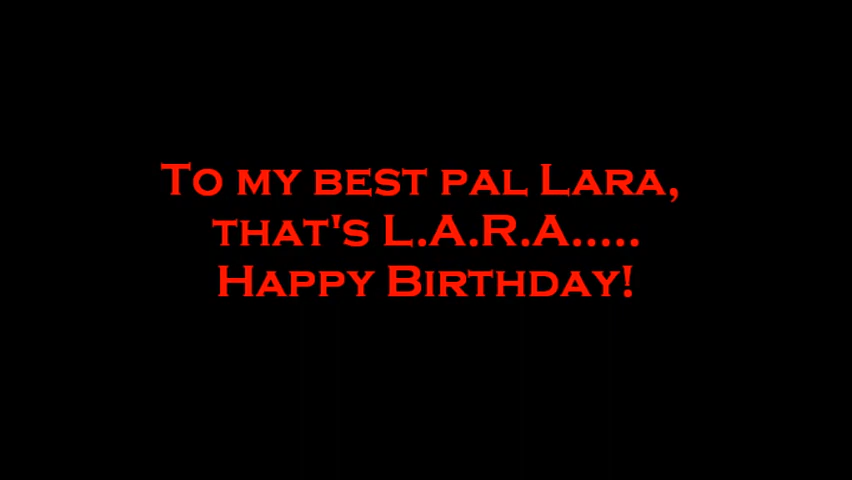 To my best pal Lara,
that's L.A.R.A.....
Happy Birthday!